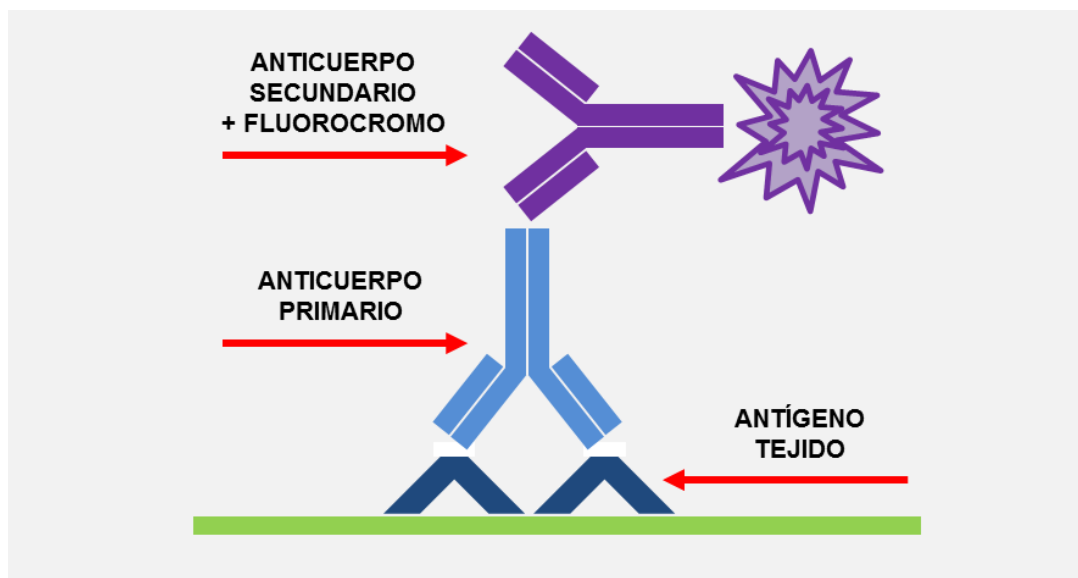 ANTICUERPO
SECUNDARIO
+ FLUOROCROMO
ANTICUERPO
PRIMARIO
ANTÍGENO
TEJIDO